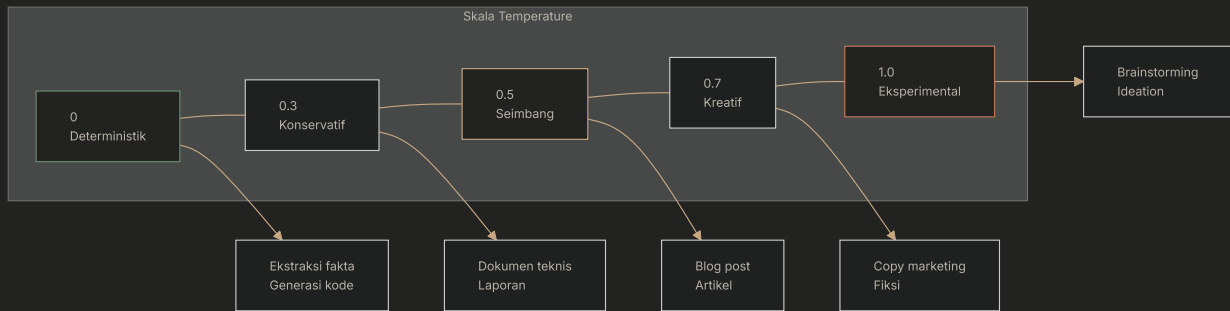 Skala Temperature
0
Deterministik
0.3
Konservatif
0.5
Seimbang
0.7
Kreatif
1.0
Eksperimental
Brainstorming
Ideation
Ekstraksi fakta
Generasi kode
Dokumen teknis
Laporan
Blog post
Artikel
Copy marketing
Fiksi